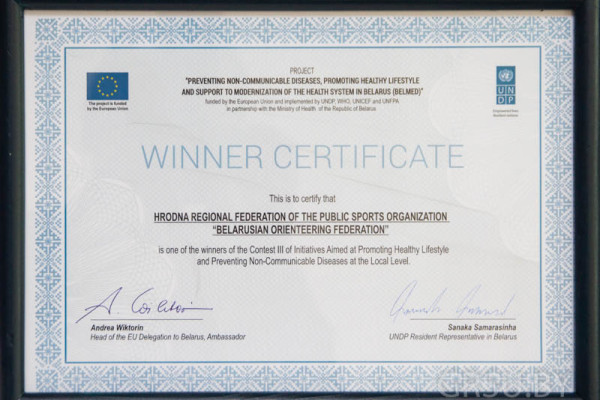 PROJECT
"PREVENTING NON-COMMUNICABLE DISEASES, PROMOTING HEALTHY LIFESTYLE
AND SUPPORT TO MODERNIZATION OF THE HEALTH SYSTEM IN BELARUS (BELMED)"
funded by the European Union and implemented by UNDP, WHO, UNICEF and UNFPA
in partnership with the Ministry of Health of the Republic of Belarus
The project is funded
by the European Union
UN
DP
Empowered lives.
Resilient nations.
WINNER CERTIFICATE
This is to certify that
HRODNA REGIONAL FEDERATION OF THE PUBLIC SPORTS ORGANIZATION
"BELARUSIAN ORIENTEERING FEDERATION"
is one of the winners of the Contest III of Initiatives Aimed at Promoting Healthy Lifestyle
and Preventing Non-Communicable Diseases at the Local Level.
Andrea Wiktorin
Head of the EU Delegation to Belarus, Ambassador
Sanaka Samarasinha
UNDP Resident Representative in Belarus
GRSU.BY